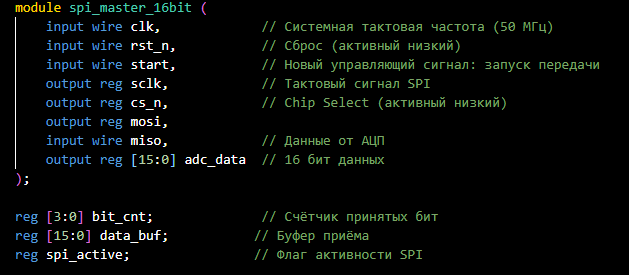 module spi_master_16bit (
input wire clk, // Системная тактовая частота (50 МГц)
input wire rst_n, // Сброс (активный низкий)
input wire start, // Новый управляющий сигнал: запуск передачи
output reg sclk, // Тактовый сигнал SPI
output reg cs_n, // Chip Select (активный низкий)
output reg mosi,
input wire miso, // Данные от АЦП
output reg [15:0] adc_data // 16 бит данных
);
reg [3:0] bit_cnt; // Счётчик принятых бит
reg [15:0] data_buf; // Буфер приёма
reg spi_active; // Флаг активности SPI